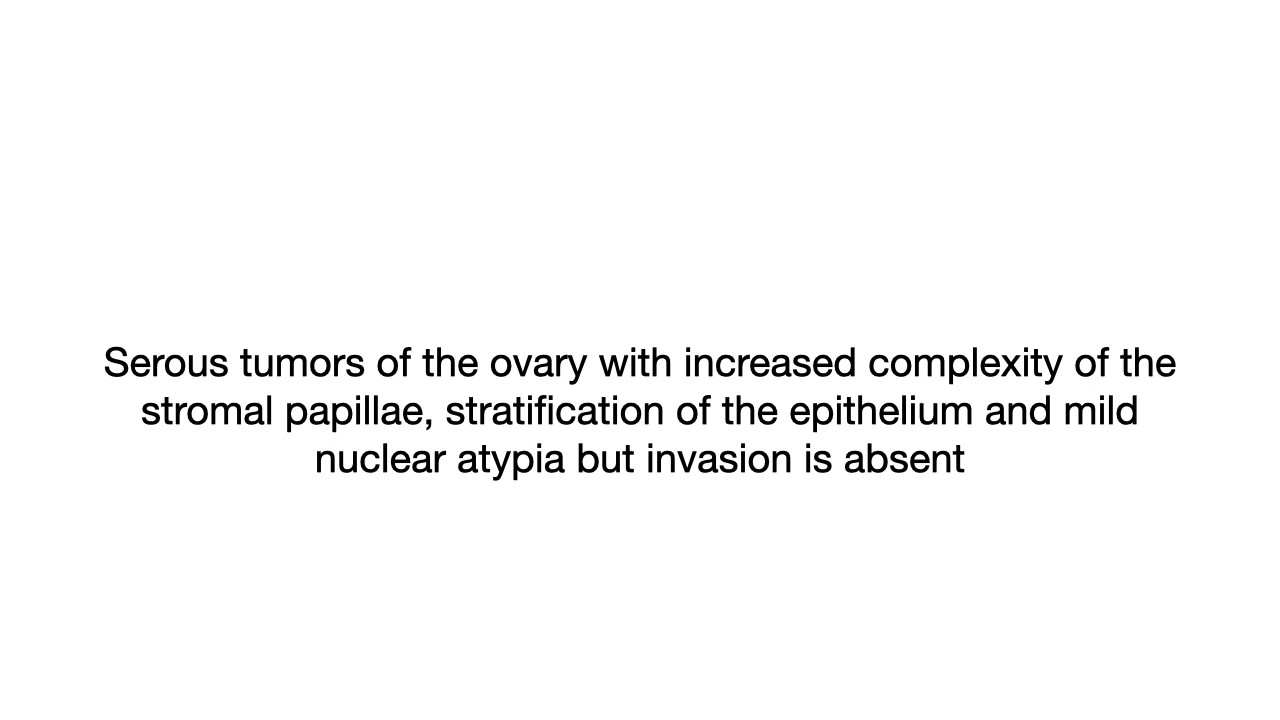 Serous tumors of the ovary with increased complexity of the
stromal papillae, stratification of the epithelium and mild
nuclear atypia but invasion is absent